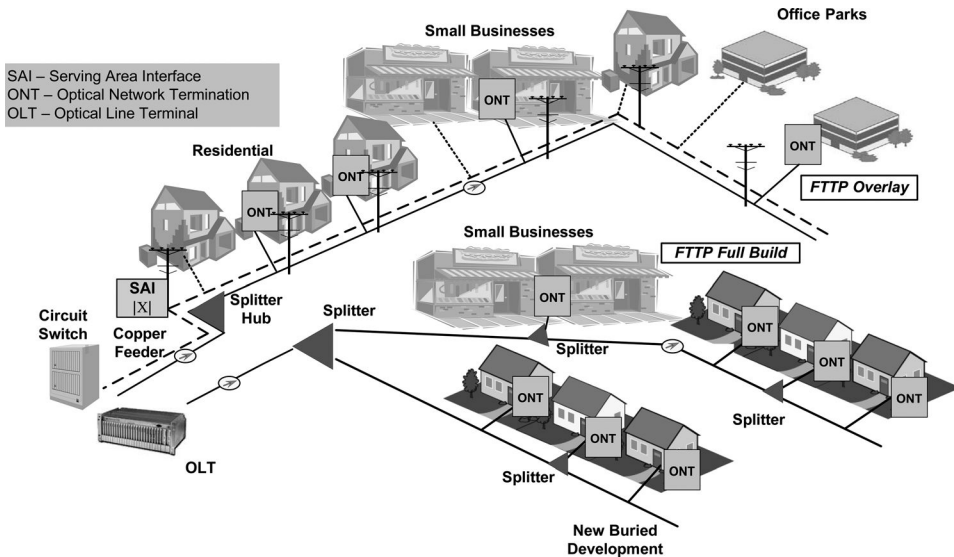 Office Parks
Small Businesses
SAI – Serving Area Interface
ONT – Optical Network Termination
OLT – Optical Line Terminal
ONT
ONT
Residential
ONT
FTTP Overlay
ONT
Small Businesses
FTTP Full Build
SAI
|X|
Splitter
Hub
ONT
Circuit
Switch
Copper
Feeder
Splitter
Splitter
ONT
ONT
ONT
ONT
Splitter
ONT
ONT
OLT
Splitter
New Buried
Development